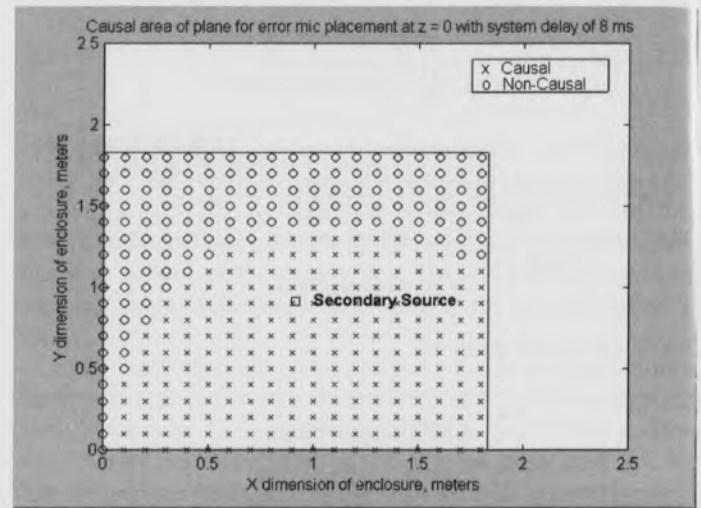 Causal area of plane for error mic placement at z = 0 with system delay of 8 ms
2.5
x Causal
o Non-Causal
2
1.5
1
0.5
0
Y dimension of enclosure, meters
Secondary Source
0 0.5 1 1.5 2 2.5
X dimension of enclosure, meters